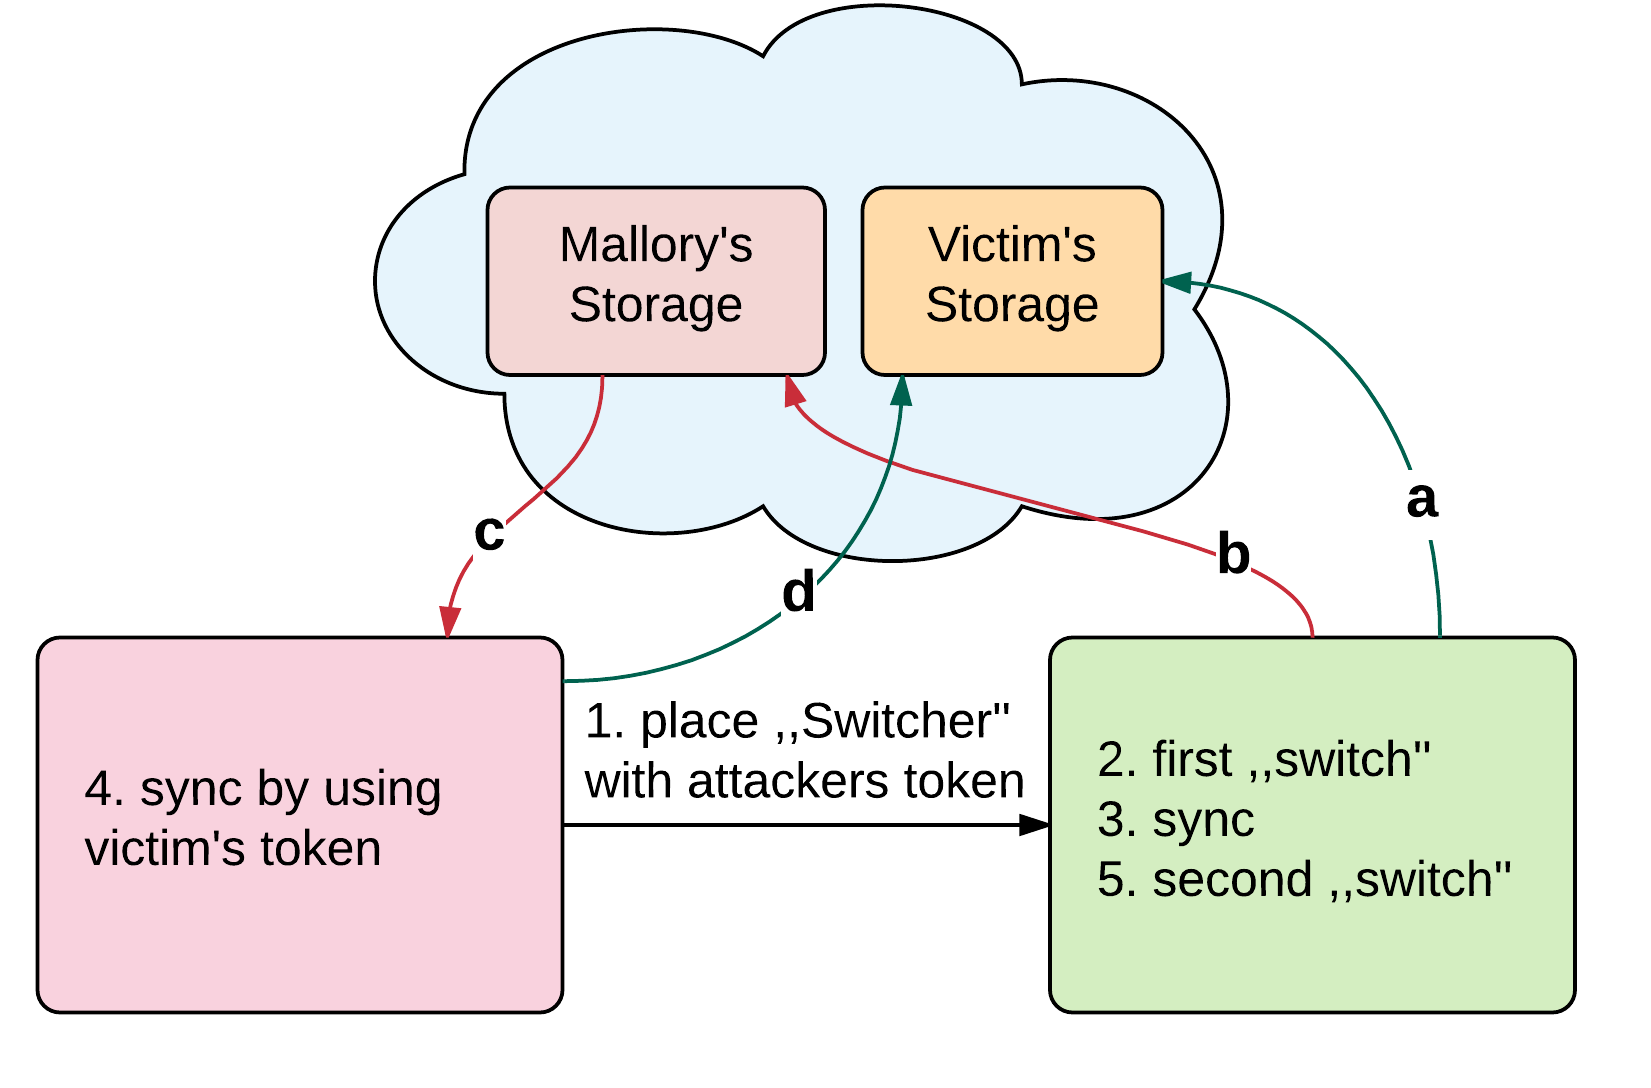 Mallory's
Storage
Victim's
Storage
a
c
b
d
1. place ,,Switcher"
with attackers token
4. sync by using
victim's token
2. first ,,switch"
3. sync
5. second ,,switch"